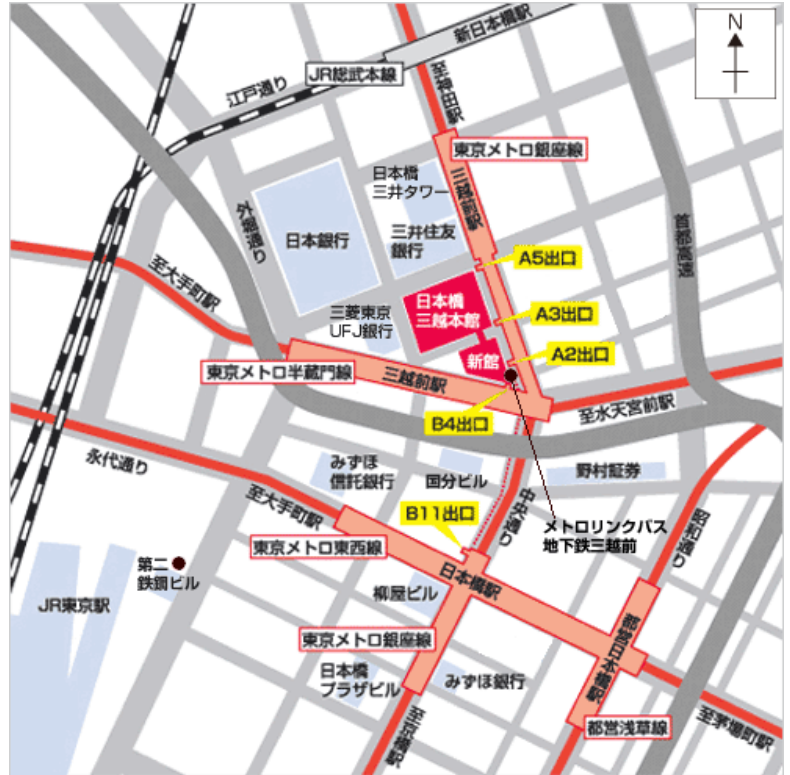 新日本橋駅
N
JR総武本線
至神田駅
江戸通り
東京メトロ銀座線
日本橋
三井タワー
三越前駅
外堀通り
日本銀行
三井住友
銀行
首都高速
A5出口
至大手町駅
日本橋
三越本館
三菱東京
UFJ銀行
A3出口
新館
A2出口
東京メトロ半蔵門線
三越前駅
至水天宮前駅
B4出口
永代通り
みずほ
信託銀行
国分ビル
野村証券
至大手町駅
B11出口
中央通り
メトロリンクバス
地下鉄三越前
昭和通り
東京メトロ東西線
第二
鉄鋼ビル
日本橋駅
JR東京駅
柳屋ビル
東京メトロ銀座線
都営日本橋駅
日本橋
プラザビル
みずほ銀行
至京橋駅
都営浅草線
至茅場町駅